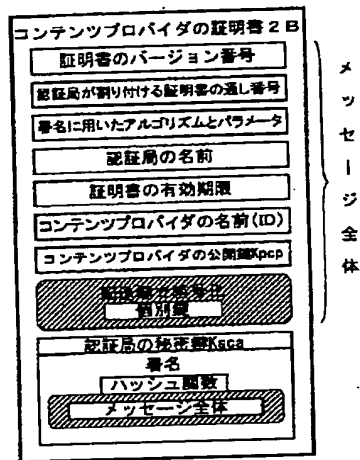 コンテンツプロバイダの証明書2B
証明書のバージョン番号
認証局が割り付ける証明書の通し番号
署名に用いたアルゴリズムとパラメータ
認証局の名前
証明書の有効期限
コンテンツプロバイダの名前(ID)
コンテンツプロバイダの公開鍵Kpcp
配送鍵で暗号化
個別鍵
認証局の秘密鍵Ksca
署名
ハッシュ関数
メッセージ全体
メッセージ全体